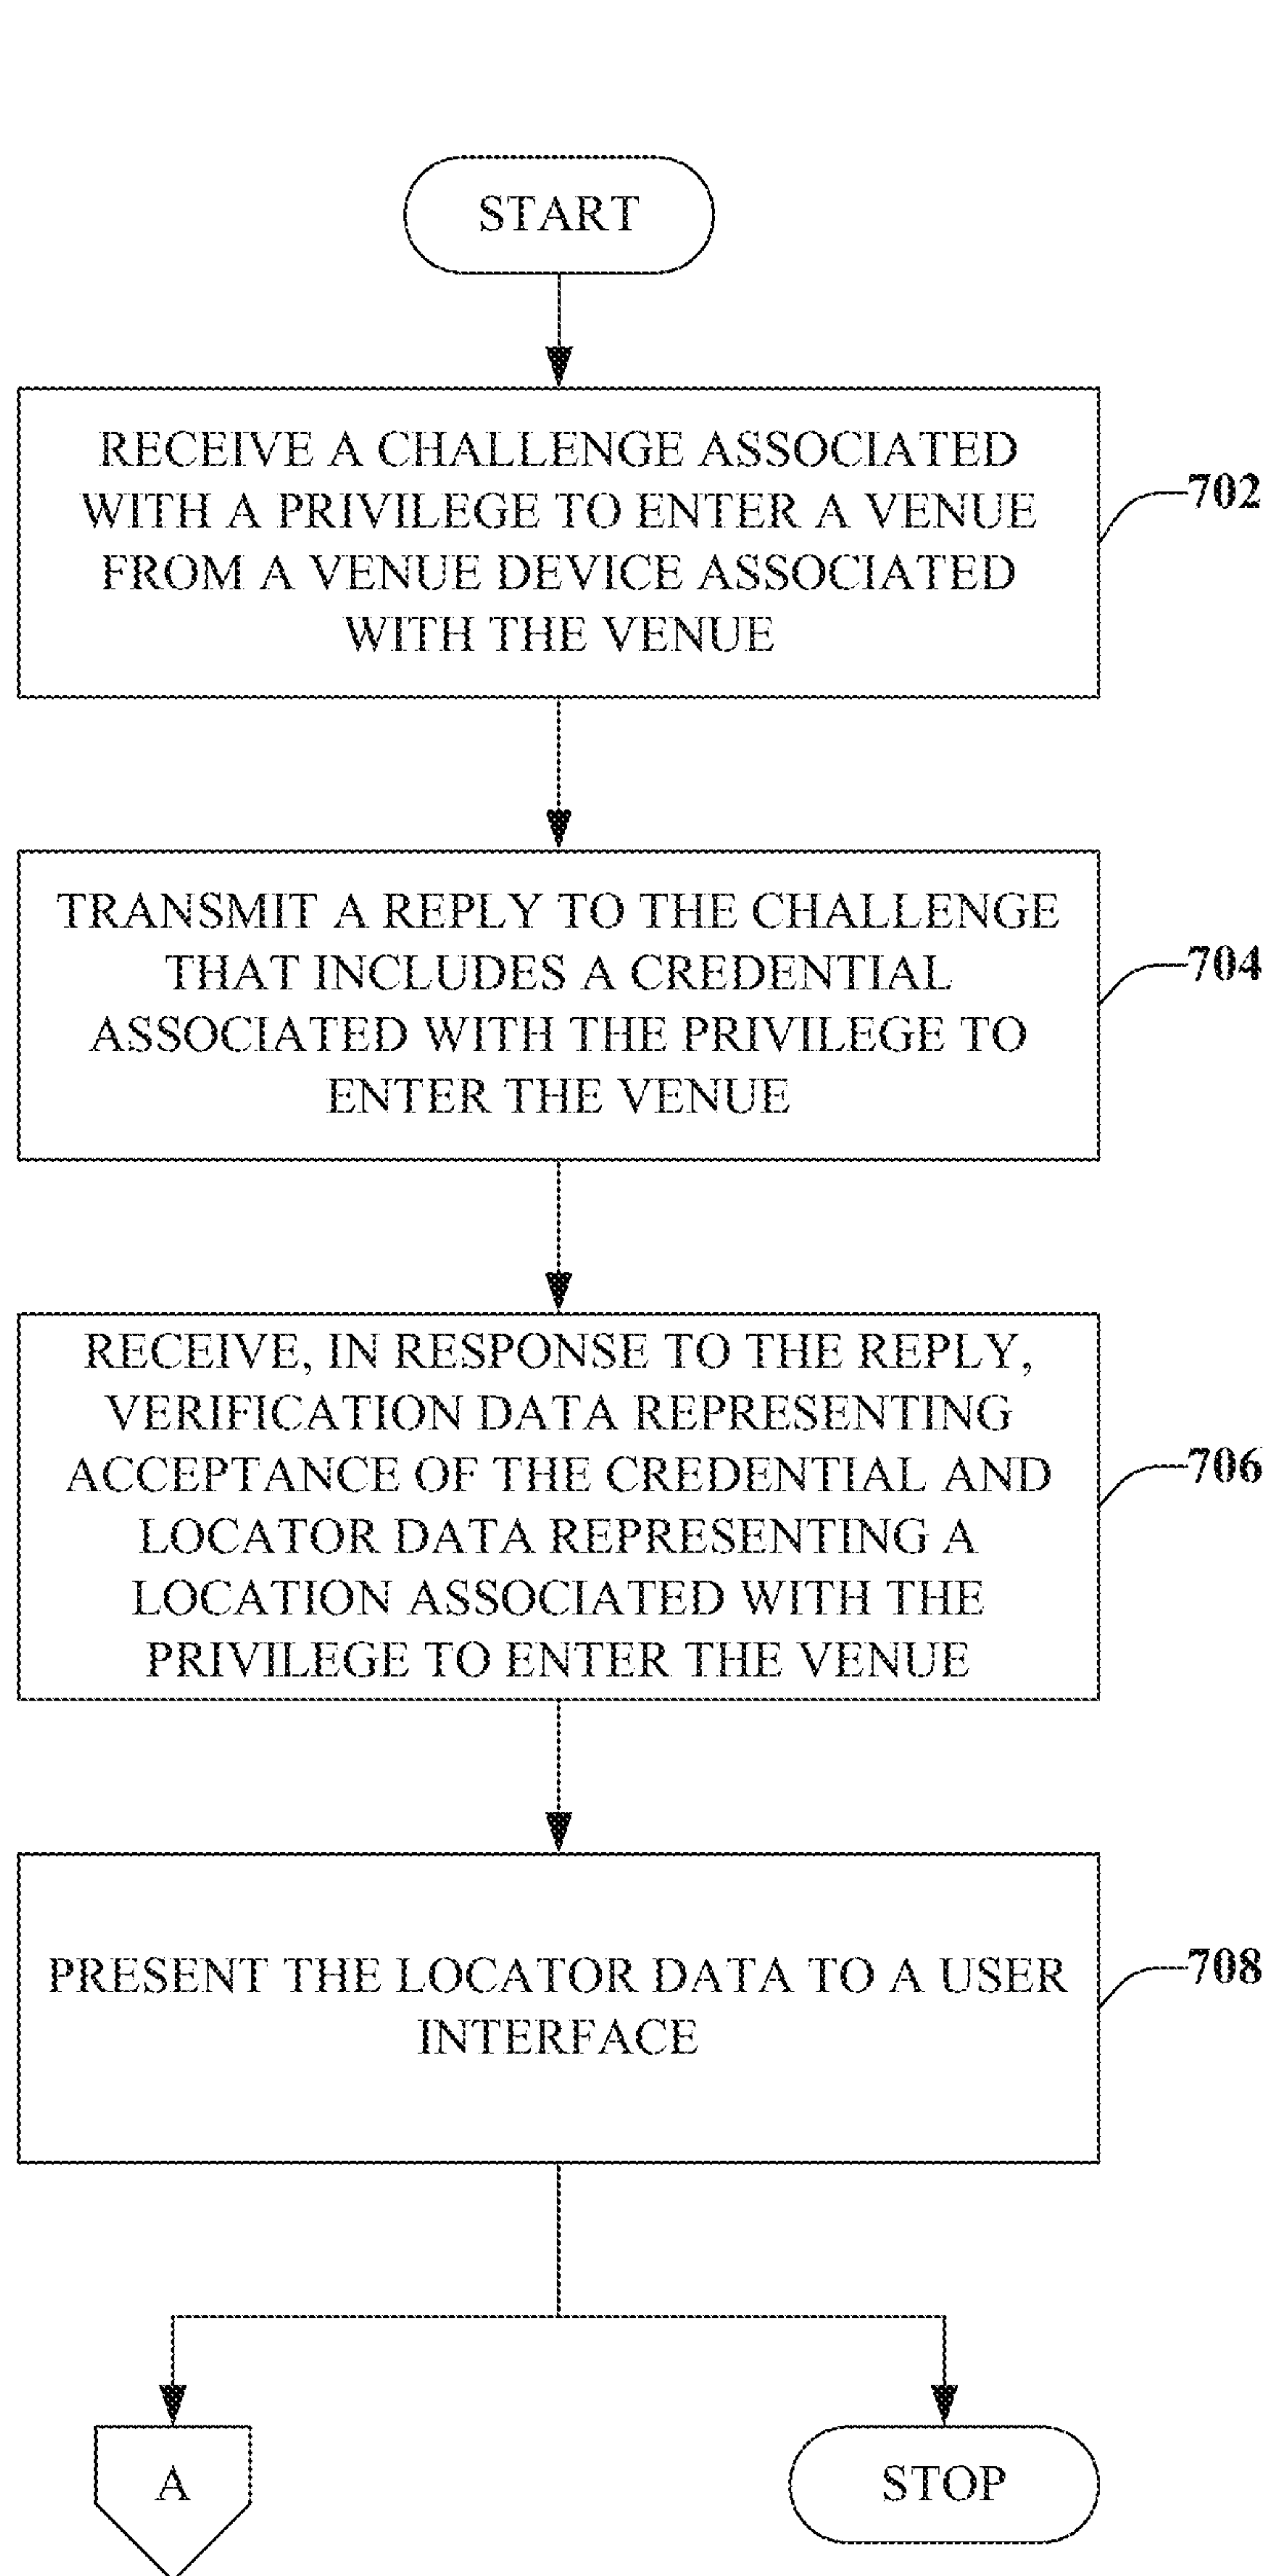 START
RECEIVE A CHALLENGE ASSOCIATED
WITH A PRIVILEGE TO ENTER A VENUE
FROM A VENUE DEVICE ASSOCIATED
WITH THE VENUE
702
TRANSMIT A REPLY TO THE CHALLENGE
THAT INCLUDES A CREDENTIAL
ASSOCIATED WITH THE PRIVILEGE TO
ENTER THE VENUE
704
RECEIVE, IN RESPONSE TO THE REPLY,
VERIFICATION DATA REPRESENTING
ACCEPTANCE OF THE CREDENTIAL AND
LOCATOR DATA REPRESENTING A
LOCATION ASSOCIATED WITH THE
PRIVILEGE TO ENTER THE VENUE
706
PRESENT THE LOCATOR DATA TO A USER
INTERFACE
708
A
STOP